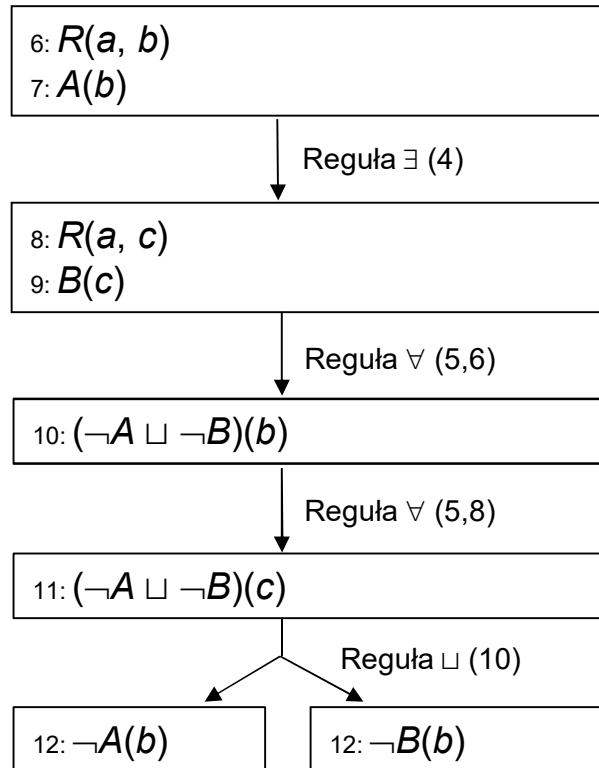 6: R(a, b)
7: A(b)
Reguła ∃ (4)
8: R(a, c)
9: B(c)
Reguła ∀ (5,6)
10: (¬A ⊔ ¬B)(b)
Reguła ∀ (5,8)
11: (¬A ⊔ ¬B)(c)
Reguła ⊔ (10)
12: ¬A(b)
12: ¬B(b)